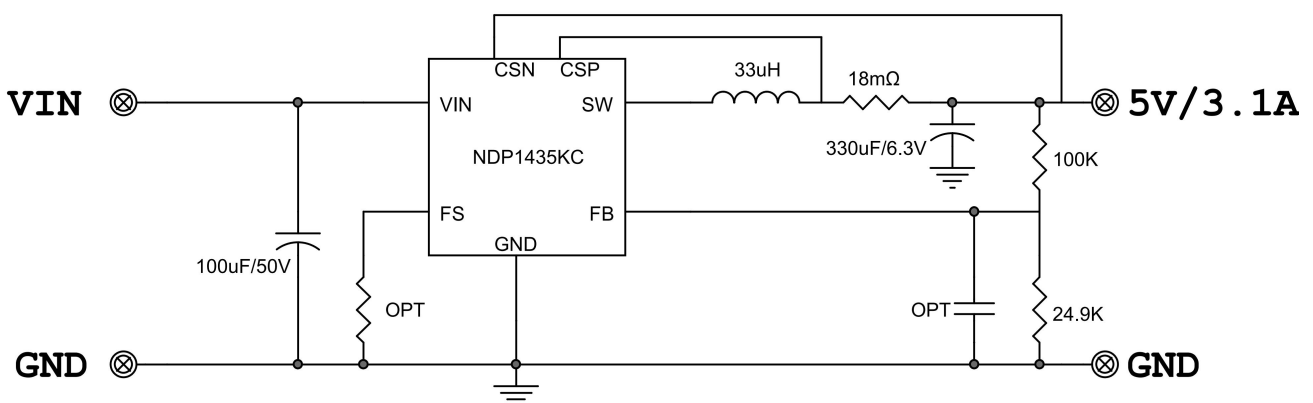 CSN CSP
33uH
18mΩ
VIN
VIN
SW
5V/3.1A
330uF/6.3V
NDP1435KC
100K
FS
FB
GND
100uF/50V
OPT
OPT
24.9K
GND
GND